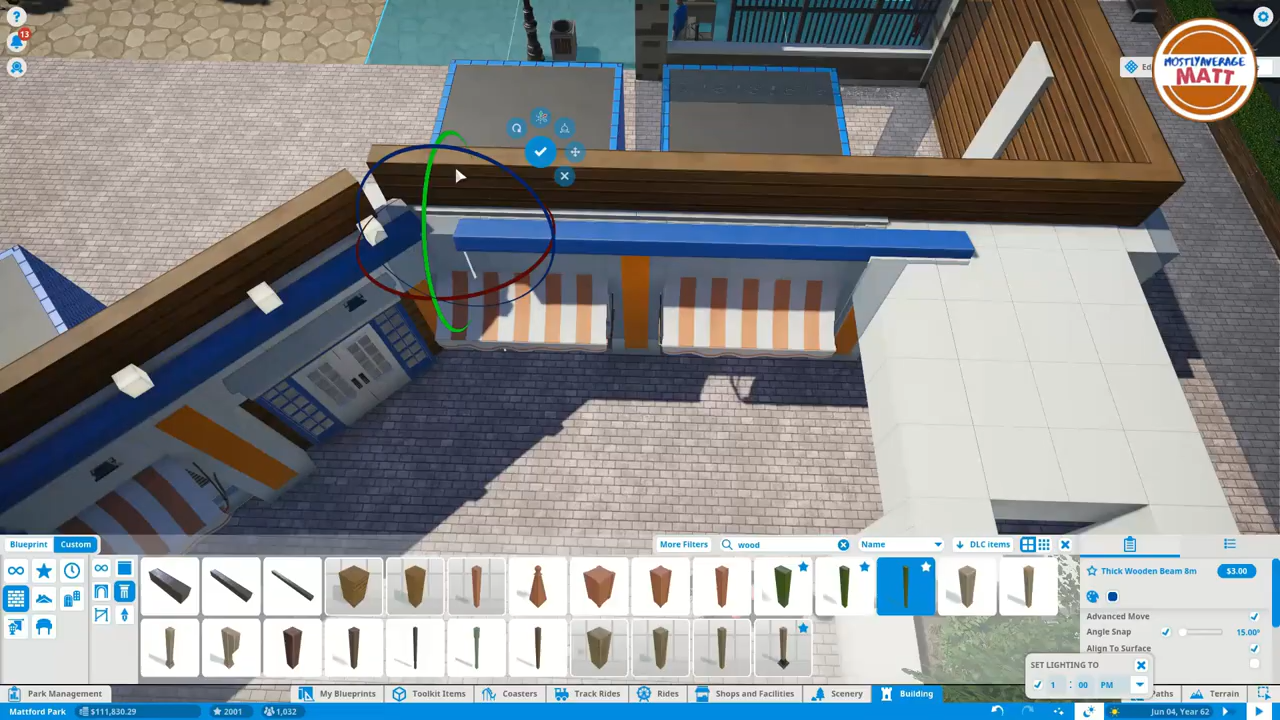 ?
13
MOSTLYAVERAGE
MATT
Ed
Blueprint
Custom
More Filters
wood
Name
DLC items
Thick Wooden Beam 8m
$3.00
Advanced Move
Angle Snap
15.00°
Align To Surface
SET LIGHTING TO
1 : 00 PM
Park Management
My Blueprints
Toolkit Items
Coasters
Track Rides
Rides
Shops and Facilities
Scenery
Building
Paths
Terrain
Mattford Park
$111,830.29
2001
1,032
Jun 04, Year 62